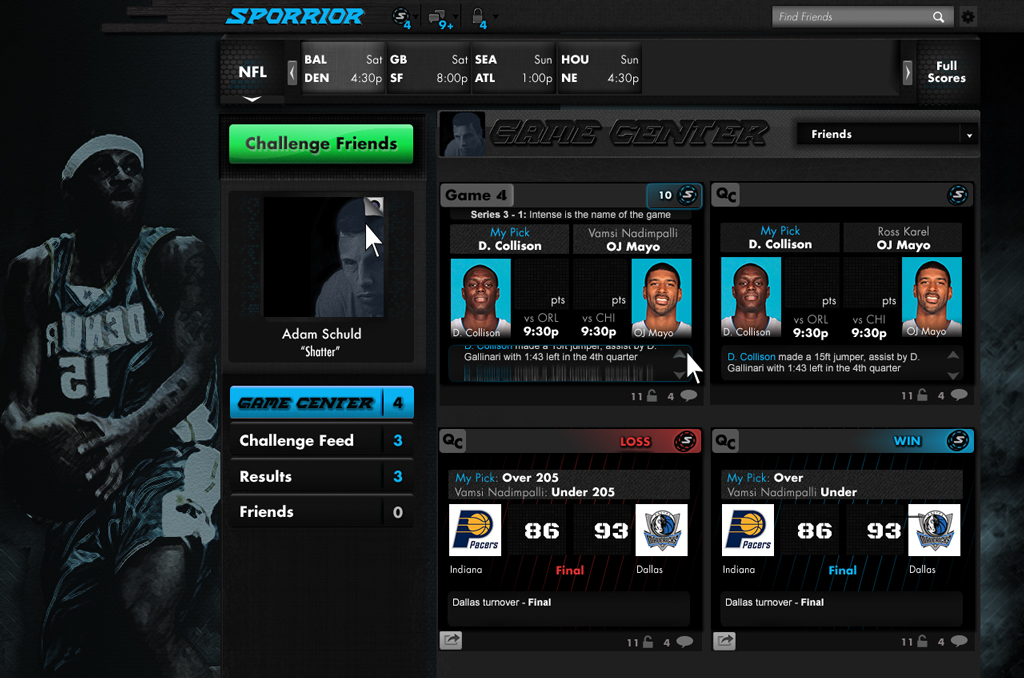 SPORRIOR
4
9+
4
Find Friends
NFL
BAL Sat
DEN 4:30p
GB Sat
SF 8:00p
SEA Sun
ATL 1:00p
HOU Sun
NE 4:30p
Full
Scores
Challenge Friends
GAME CENTER
Friends
Adam Schuld
"Shatter"
GAME CENTER 4
Challenge Feed 3
Results 3
Friends 0
Game 4
10 S
Series 3 - 1: Intense is the name of the game
My Pick
D. Collison
Vamsi Nadimpalli
OJ Mayo
pts
pts
vs ORL
9:30p
vs CHI
9:30p
D. Collison
OJ Mayo
D. Collison made a 15ft jumper, assist by D.
Gallinari with 1:43 left in the 4th quarter
11 4
QC S
My Pick
D. Collison
Ross Karel
OJ Mayo
pts
pts
vs ORL
9:30p
vs CHI
9:30p
D. Collison
OJ Mayo
D. Collison made a 15ft jumper, assist by D.
Gallinari with 1:43 left in the 4th quarter
11 4
QC LOSS S
My Pick: Over 205
Vamsi Nadimpalli: Under 205
Pacers
86 93
MAVERICKS
Indiana Final Dallas
Dallas turnover - Final
11 4
QC WIN S
My Pick: Over
Vamsi Nadimpalli Under
Pacers
86 93
MAVERICKS
Indiana Final Dallas
Dallas turnover - Final
11 4
DENVR
15